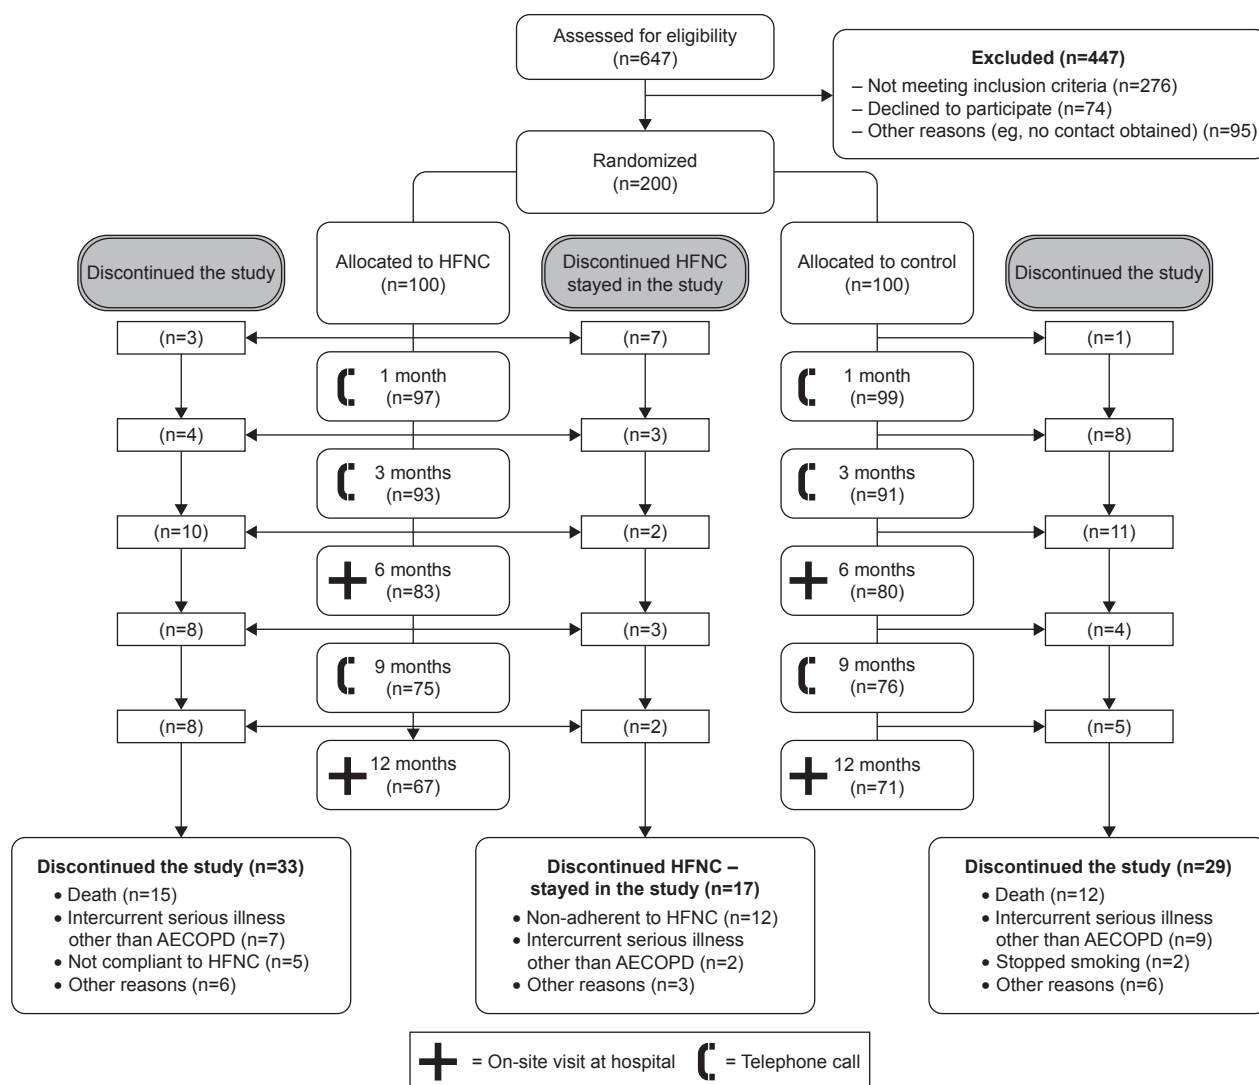 Assessed for eligibility
(n=647)
Excluded (n=447)
– Not meeting inclusion criteria (n=276)
– Declined to participate (n=74)
– Other reasons (eg, no contact obtained) (n=95)
Randomized
(n=200)
Discontinued the study
Allocated to HFNC
(n=100)
Discontinued HFNC
stayed in the study
Allocated to control
(n=100)
Discontinued the study
(n=3)
(n=7)
(n=1)
1 month
(n=97)
1 month
(n=99)
(n=4)
(n=3)
(n=8)
3 months
(n=93)
3 months
(n=91)
(n=10)
(n=2)
(n=11)
6 months
(n=83)
6 months
(n=80)
(n=8)
(n=3)
(n=4)
9 months
(n=75)
9 months
(n=76)
(n=8)
(n=2)
(n=5)
12 months
(n=67)
12 months
(n=71)
Discontinued the study (n=33)
• Death (n=15)
• Intercurrent serious illness
other than AECOPD (n=7)
• Not compliant to HFNC (n=5)
• Other reasons (n=6)
Discontinued HFNC –
stayed in the study (n=17)
• Non-adherent to HFNC (n=12)
• Intercurrent serious illness
other than AECOPD (n=2)
• Other reasons (n=3)
Discontinued the study (n=29)
• Death (n=12)
• Intercurrent serious illness
other than AECOPD (n=9)
• Stopped smoking (n=2)
• Other reasons (n=6)
= On-site visit at hospital
= Telephone call